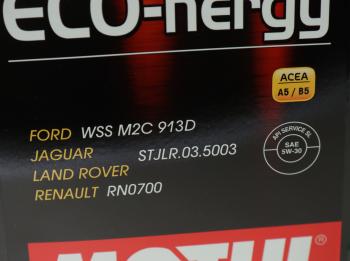 ECO-nergy
ACEA
A5 / B5
FORD WSS M2C 913D
JAGUAR STJLR.03.5003
LAND ROVER
RENAULT RN0700
API SERVICE SL
SAE
5W-30
MOTUL